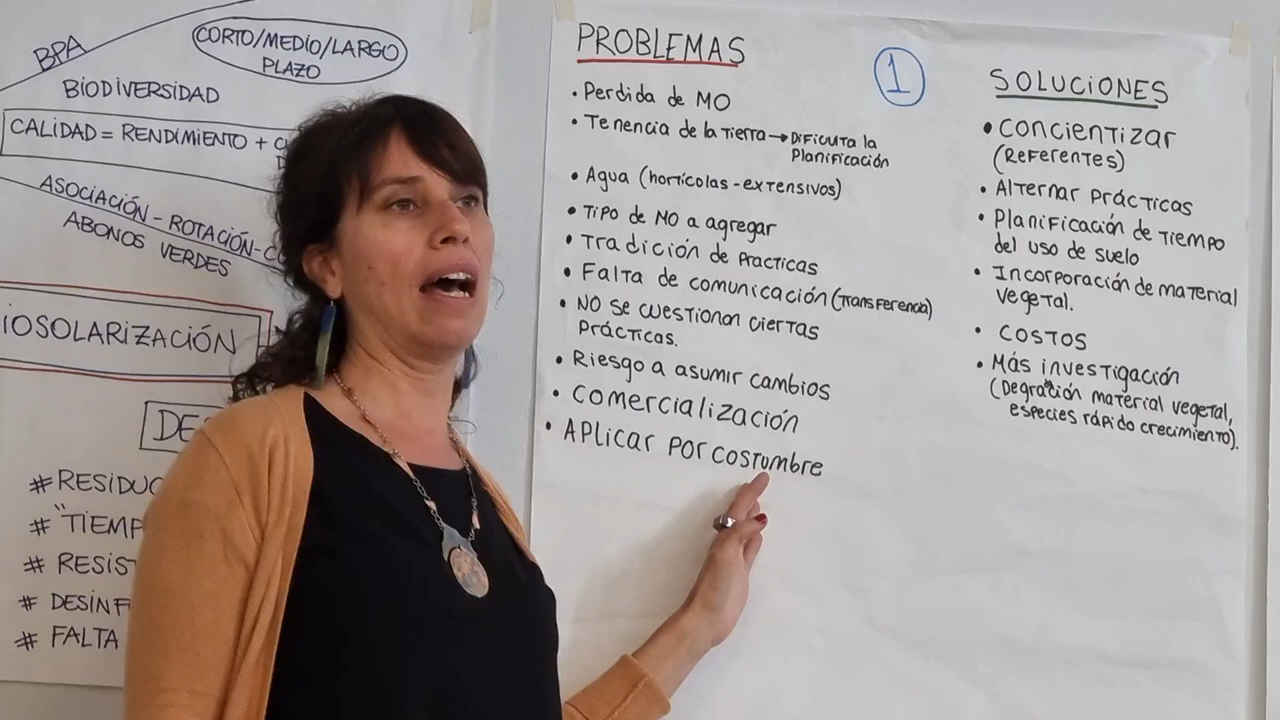 BPA
CORTO/MEDIO/LARGO
PLAZO
BIODIVERSIDAD
CALIDAD = RENDIMIENTO +
ASOCIACIÓN - ROTACIÓN -
ABONOS VERDES
IOSOLARIZACIÓN
# RESIDUO
# "TIEMP
# RESIST
# DESINF
# FALTA
PROBLEMAS
• Perdida de MO
• Tenencia de la Tierra → Dificulta la
Planificación
• Agua (hortícolas - extensivos)
• Tipo de MO a agregar
• Tradición de Practicas
• Falta de comunicación (Transferencia)
• NO se cuestionan ciertas
Prácticas.
• Riesgo a asumir cambios
• Comercialización
• Aplicar por costumbre
1
SOLUCIONES
• Concientizar
(Referentes)
• Alternar Prácticas
• Planificación de Tiempo
del uso de suelo
• Incorporación de material
vegetal.
• COSTOS
• Más investigación
(Degratión material vegetal,
especies rápido crecimiento).